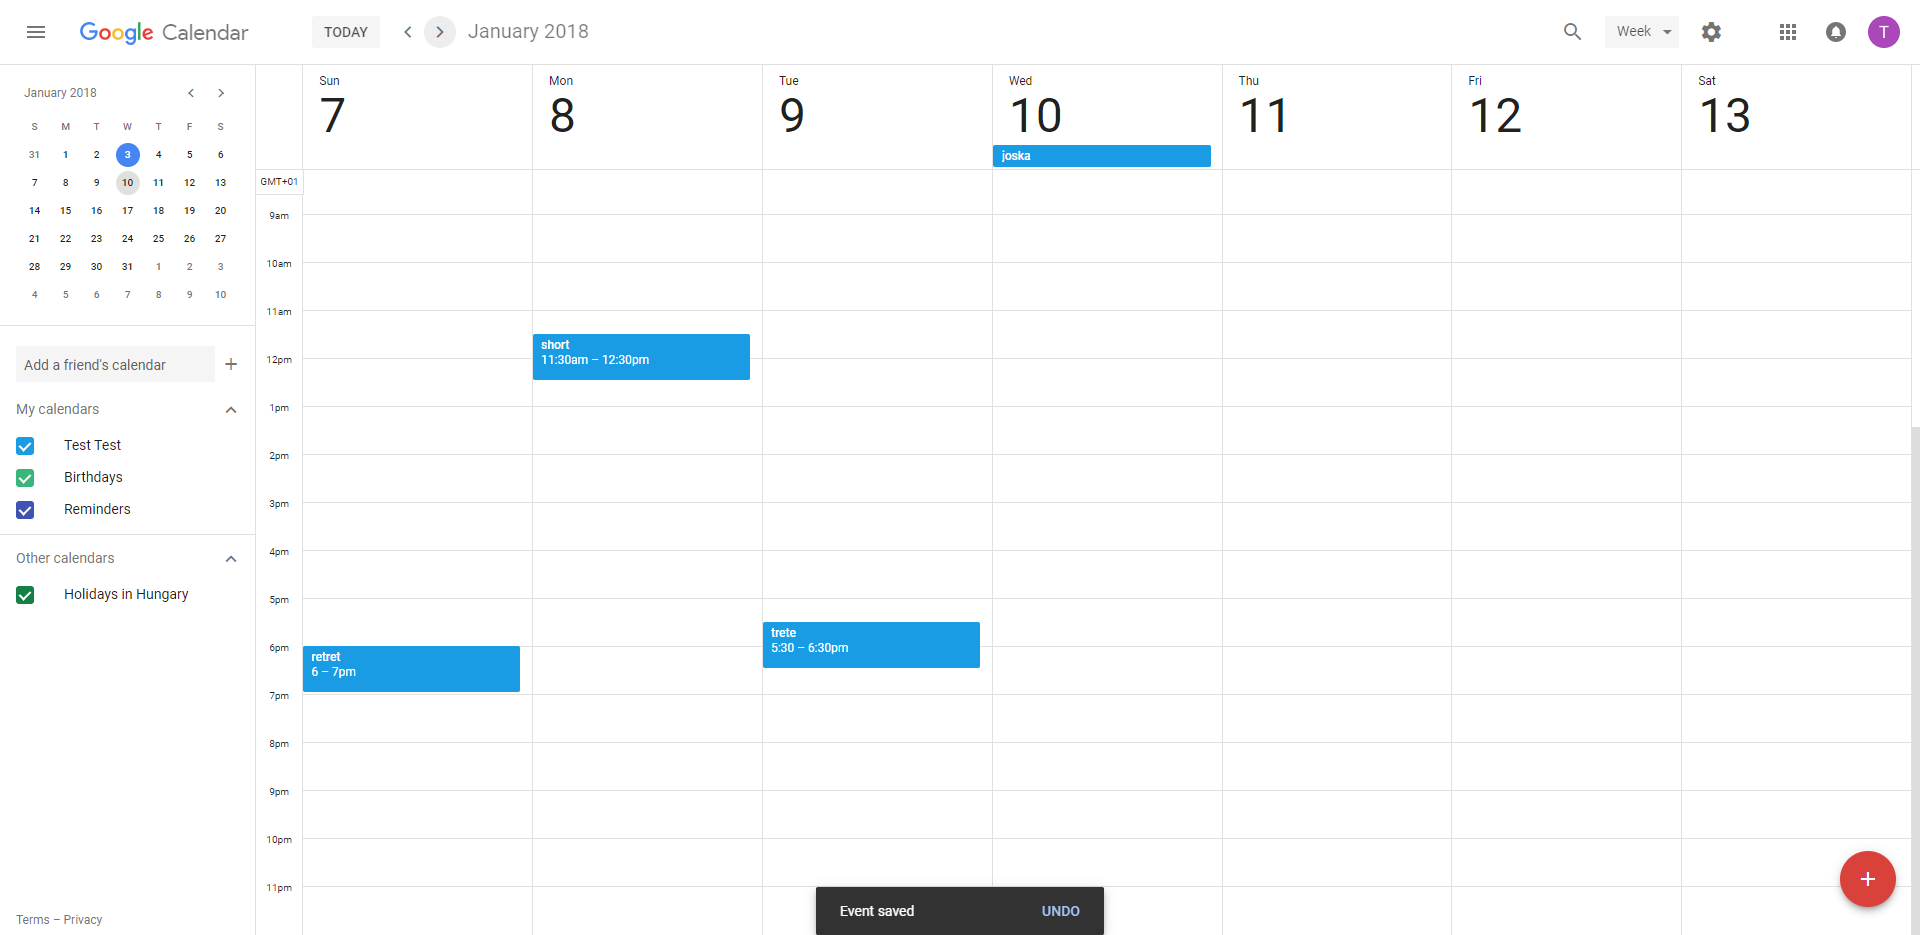 Google Calendar
TODAY
January 2018
Week
T
January 2018
S M T W T F S
31 1 2 3 4 5 6
7 8 9 10 11 12 13
14 15 16 17 18 19 20
21 22 23 24 25 26 27
28 29 30 31 1 2 3
4 5 6 7 8 9 10
Add a friend's calendar
My calendars
Test Test
Birthdays
Reminders
Other calendars
Holidays in Hungary
Terms – Privacy
Sun Mon Tue Wed Thu Fri Sat
7 8 9 10 11 12 13
joska
GMT+01
9am
10am
11am
short
11:30am – 12:30pm
12pm
1pm
2pm
3pm
4pm
5pm
trete
5:30 – 6:30pm
6pm
retret
6 – 7pm
7pm
8pm
9pm
10pm
11pm
Event saved UNDO